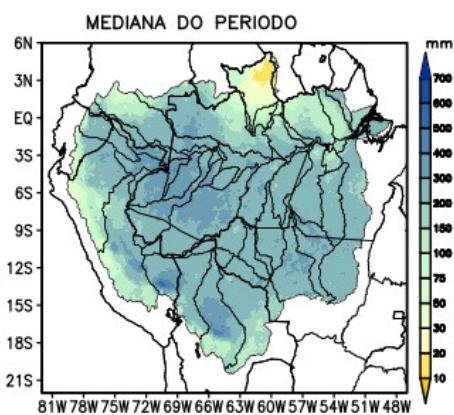 MEDIANA DO PERIODO
mm
6N
3N
EQ
3S
6S
9S
12S
15S
18S
21S
81W 78W 75W 72W 69W 66W 63W 60W 57W 54W 51W 48W
700
600
500
400
300
200
150
100
75
50
30
20
10